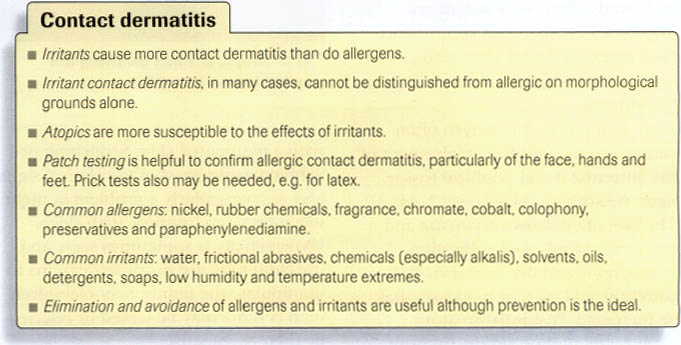 Contact dermatitis
■ Irritants cause more contact dermatitis than do allergens.
■ Irritant contact dermatitis, in many cases, cannot be distinguished from allergic on morphological
grounds alone.
■ Atopics are more susceptible to the effects of irritants.
■ Patch testing is helpful to confirm allergic contact dermatitis, particularly of the face, hands and
feet. Prick tests also may be needed, e.g. for latex.
■ Common allergens: nickel, rubber chemicals, fragrance, chromate, cobalt, colophony,
preservatives and paraphenylenediamine.
■ Common irritants: water, frictional abrasives, chemicals (especially alkalis), solvents, oils,
detergents, soaps, low humidity and temperature extremes.
■ Elimination and avoidance of allergens and irritants are useful although prevention is the ideal.